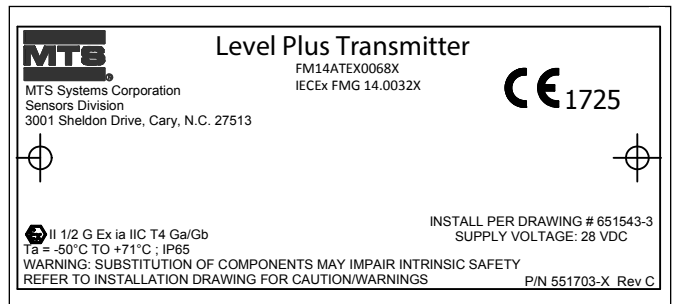 MTS
Level Plus Transmitter
FM14ATEX0068X
IECEx FMG 14.0032X
CE 1725
MTS Systems Corporation
Sensors Division
3001 Sheldon Drive, Cary, N.C. 27513
INSTALL PER DRAWING # 651543-3
SUPPLY VOLTAGE: 28 VDC
Ex II 1/2 G Ex ia IIC T4 Ga/Gb
Ta = -50°C TO +71°C ; IP65
WARNING: SUBSTITUTION OF COMPONENTS MAY IMPAIR INTRINSIC SAFETY
REFER TO INSTALLATION DRAWING FOR CAUTION/WARNINGS
P/N 551703-X Rev C